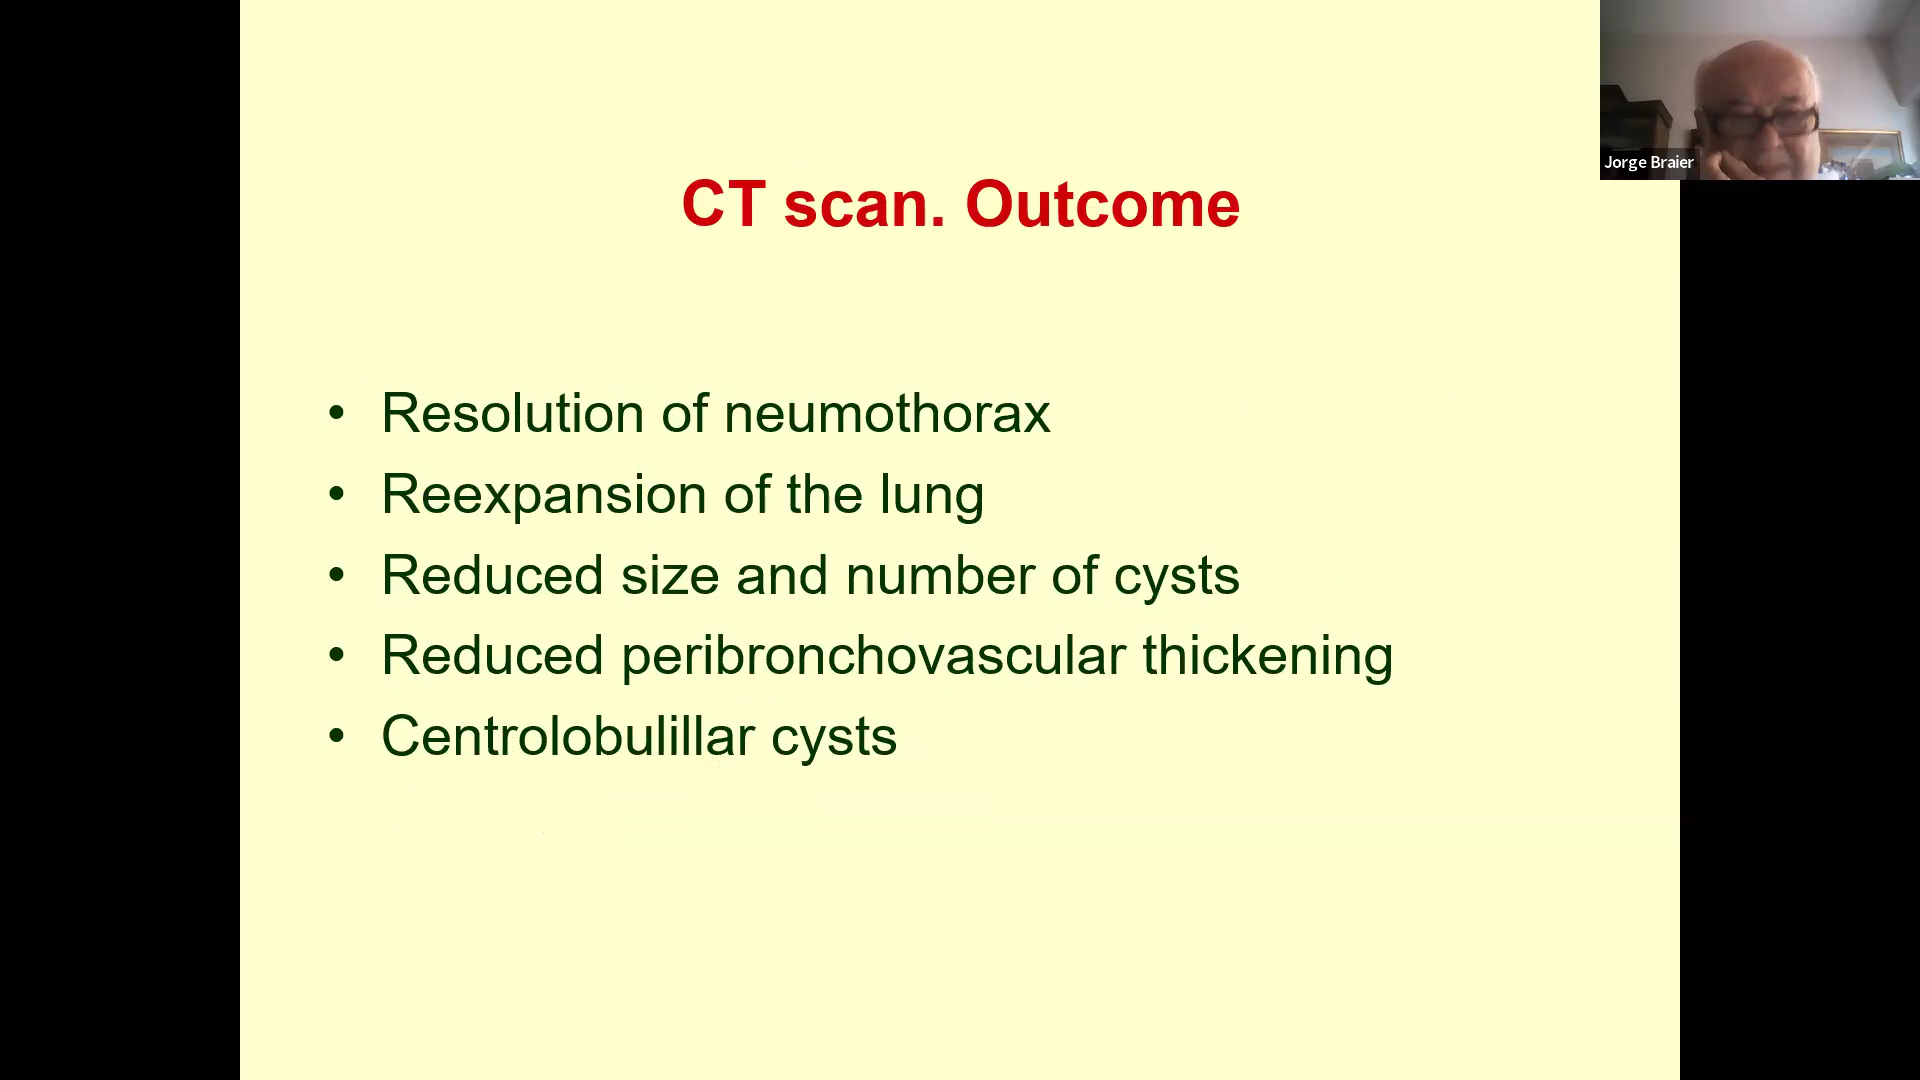 CT scan. Outcome
Jorge Braier
• Resolution of neumothorax
• Reexpansion of the lung
• Reduced size and number of cysts
• Reduced peribronchovascular thickening
• Centrolobulillar cysts